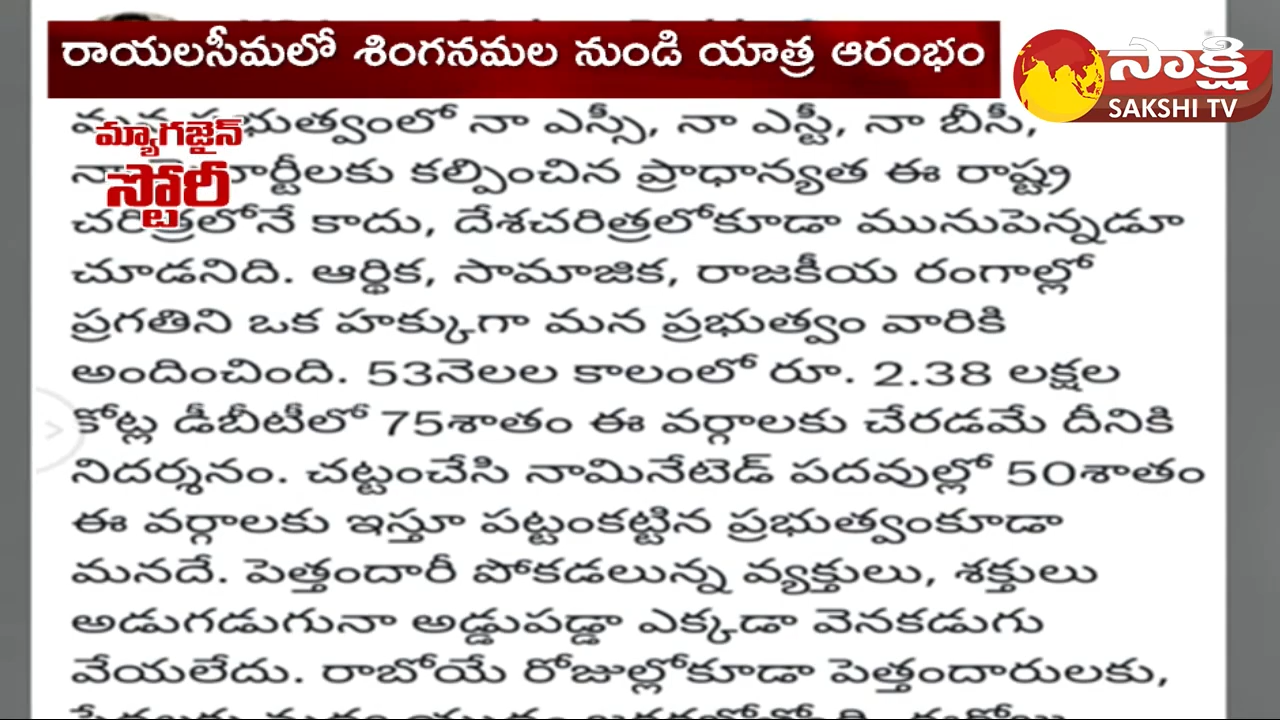 రాయలసీమలో శింగనమల నుండి యాత్ర ఆరంభం
సాక్షి
SAKSHI TV
మ్యాగజైన్
స్టోరీ
నా ఎస్సీ, నా ఎస్టీ, నా బీసీ,
కల్పించిన ప్రాధాన్యత ఈ రాష్ట్ర
చరిత్రలోనే కాదు, దేశచరిత్రలోకూడా మునుపెన్నడూ
చూడనిది. ఆర్థిక, సామాజిక, రాజకీయ రంగాల్లో
ప్రగతిని ఒక హక్కుగా మన ప్రభుత్వం వారికి
అందించింది. 53నెలల కాలంలో రూ. 2.38 లక్షల
కోట్ల డీబీటీలో 75శాతం ఈ వర్గాలకు చేరడమే దీనికి
నిదర్శనం. చట్టంచేసి నామినేటెడ్ పదవుల్లో 50శాతం
ఈ వర్గాలకు ఇస్తూ పట్టంకట్టిన ప్రభుత్వంకూడా
మనదే. పెత్తందారీ పోకడలున్న వ్యక్తులు, శక్తులు
అడుగడుగునా అడ్డుపడ్డా ఎక్కడా వెనకడుగు
వేయలేదు. రాబోయే రోజుల్లోకూడా పెత్తందారులకు,